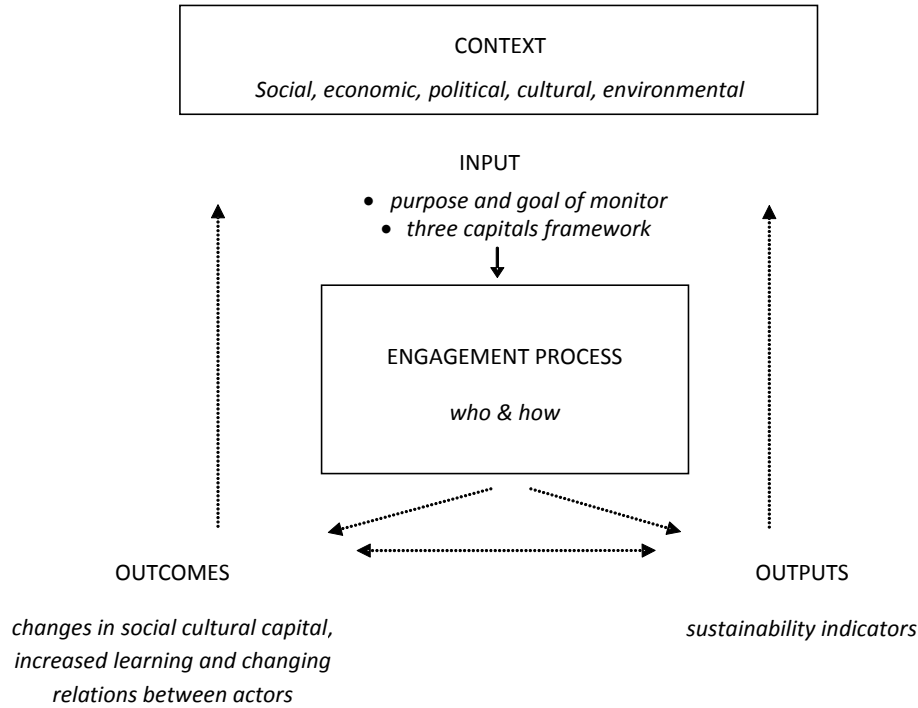 CONTEXT
Social, economic, political, cultural, environmental
INPUT
• purpose and goal of monitor
• three capitals framework
ENGAGEMENT PROCESS
who & how
OUTCOMES
changes in social cultural capital,
increased learning and changing
relations between actors
OUTPUTS
sustainability indicators